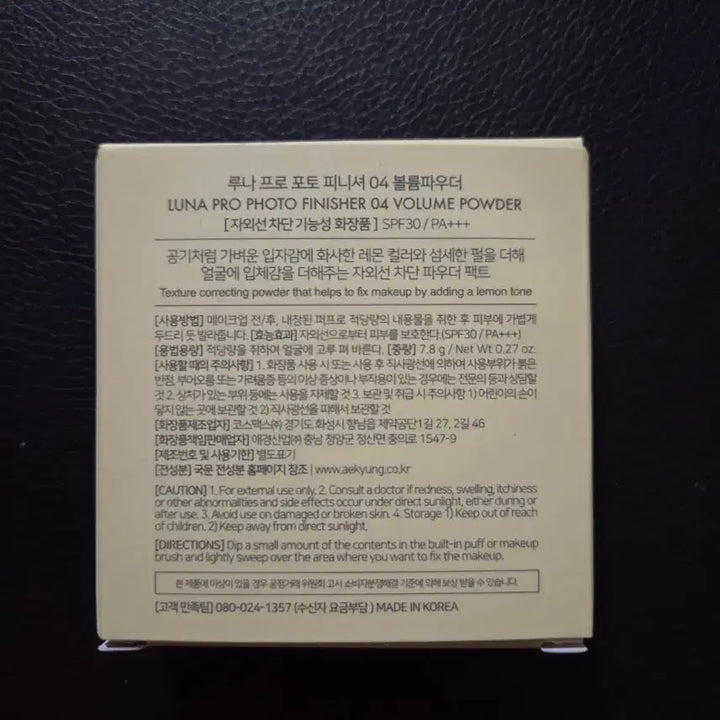 루나 프로 포토 피니셔 04 볼륨파우더
LUNA PRO PHOTO FINISHER 04 VOLUME POWDER
[ 자외선 차단 기능성 화장품 ] SPF30 / PA+++
공기처럼 가벼운 입자감에 화사한 레몬 컬러와 섬세한 펄을 더해
얼굴에 입체감을 더해주는 자외선 차단 파우더 팩트
Texture correcting powder that helps to fix makeup by adding a lemon tone
[사용방법] 메이크업 전/후, 내장된 퍼프로 적당량의 내용물을 취한 후 피부에 가볍게
두드리 듯 발라줍니다. [효능효과] 자외선으로부터 피부를 보호한다.(SPF30 / PA+++)
[용법용량] 적당량을 취하여 얼굴에 고루 펴 바른다. [중량] 7.8 g / Net Wt 0.27 oz.
[사용할 때의 주의사항] 1. 화장품 사용 시 또는 사용 후 직사광선에 의하여 사용부위가 붉은
반점, 부어오름 또는 가려움증 등의 이상 증상이나 부작용이 있는 경우에는 전문의 등과 상담할
것 2. 상처가 있는 부위 등에는 사용을 자제할 것 3. 보관 및 취급 시 주의사항 1) 어린이의 손이
닿지 않는 곳에 보관할 것 2) 직사광선을 피해서 보관할 것
[화장품제조업자] 코스맥스㈜ 경기도 화성시 향남읍 제약공단1길 27, 2길 46
[화장품책임판매업자] 애경산업㈜ 충남 청양군 정산면 충의로 1547-9
[제조번호 및 사용기한] 별도표기
[전성분] 국문 전성분 홈페이지 참조 | www.aekyung.co.kr
[CAUTION] 1. For external use only. 2. Consult a doctor if redness, swelling, itchiness
or other abnormalities and side effects occur under direct sunlight, either during or
after use. 3. Avoid use on damaged or broken skin. 4. Storage 1) Keep out of reach
of children. 2) Keep away from direct sunlight.
[DIRECTIONS] Dip a small amount of the contents in the built-in puff or makeup
brush and lightly sweep over the area where you want to fix the makeup.
본 제품에 이상이 있을 경우 공정거래 위원회 고시 소비자분쟁해결 기준에 의해 보상 받을 수 있습니다.
[고객 만족팀] 080-024-1357 (수신자 요금부담 ) MADE IN KOREA